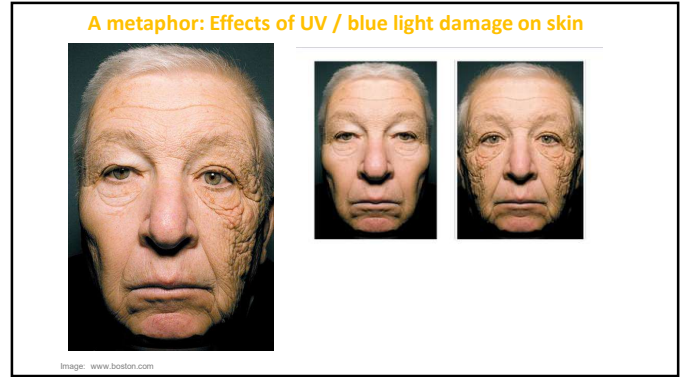 A metaphor: Effects of UV / blue light damage on skin
Image: www.boston.com